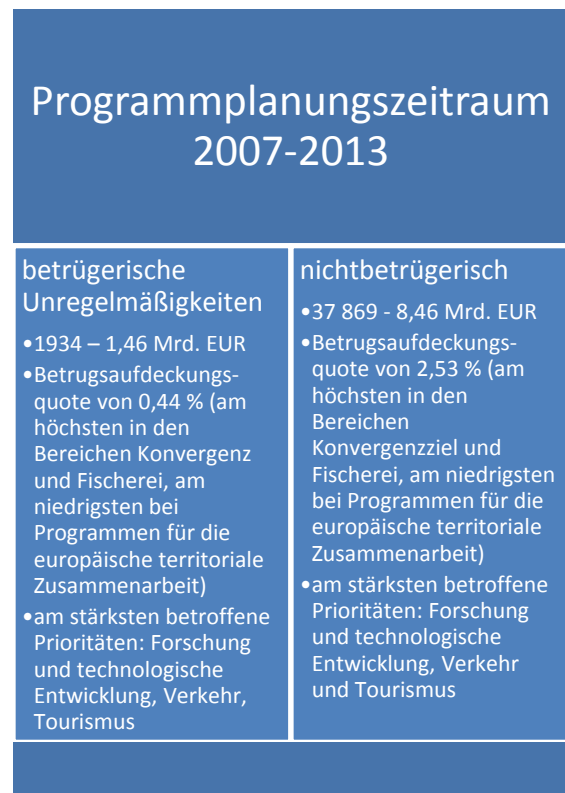 Programmplanungszeitraum
2007-2013
betrügerische
Unregelmäßigkeiten
•1934 – 1,46 Mrd. EUR
•Betrugsaufdeckungs-
quote von 0,44 % (am
höchsten in den
Bereichen Konvergenz
und Fischerei, am
niedrigsten bei
Programmen für die
europäische territoriale
Zusammenarbeit)
•am stärksten betroffene
Prioritäten: Forschung
und technologische
Entwicklung, Verkehr,
Tourismus
nichtbetrügerisch
•37 869 - 8,46 Mrd. EUR
•Betrugsaufdeckungs-
quote von 2,53 % (am
höchsten in den
Bereichen
Konvergenzziel und
Fischerei, am niedrigsten
bei Programmen für die
europäische territoriale
Zusammenarbeit)
•am stärksten betroffene
Prioritäten: Forschung
und technologische
Entwicklung, Verkehr
und Tourismus